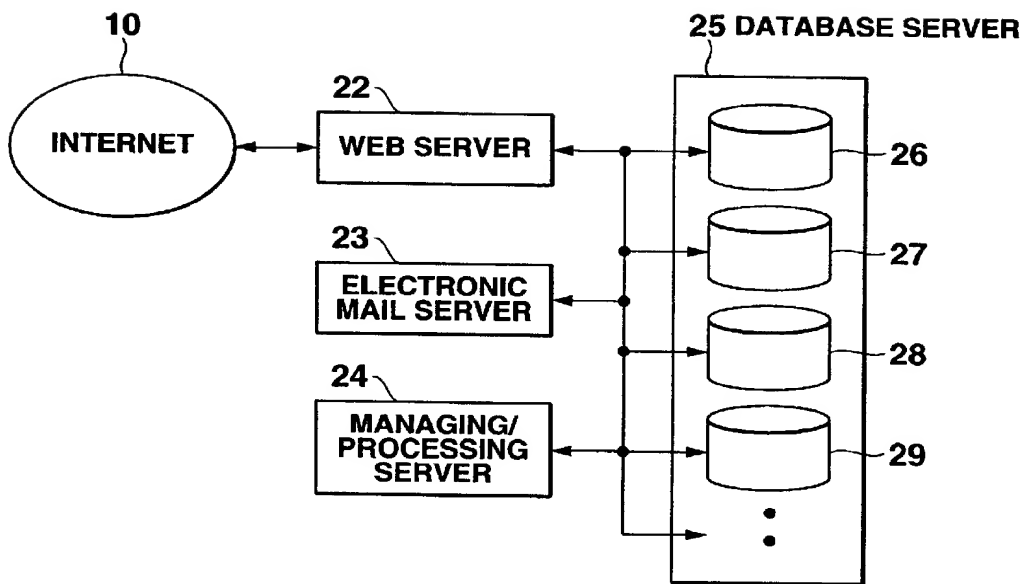 10
25 DATABASE SERVER
22
INTERNET
WEB SERVER
26
23
27
ELECTRONIC
MAIL SERVER
28
24
MANAGING/
PROCESSING
SERVER
29